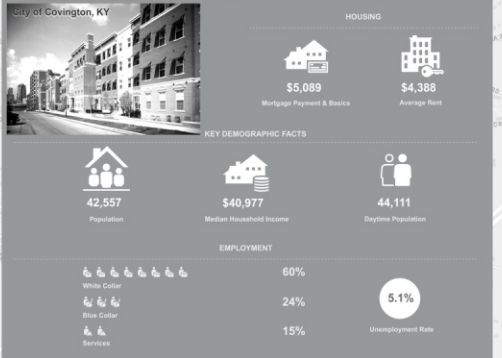 City of Covington, KY
HOUSING
$5,089
Mortgage Payment & Basics
$4,388
Average Rent
KEY DEMOGRAPHIC FACTS
42,557
Population
$40,977
Median Household Income
44,111
Daytime Population
EMPLOYMENT
60%
White Collar
24%
Blue Collar
15%
Services
5.1%
Unemployment Rate